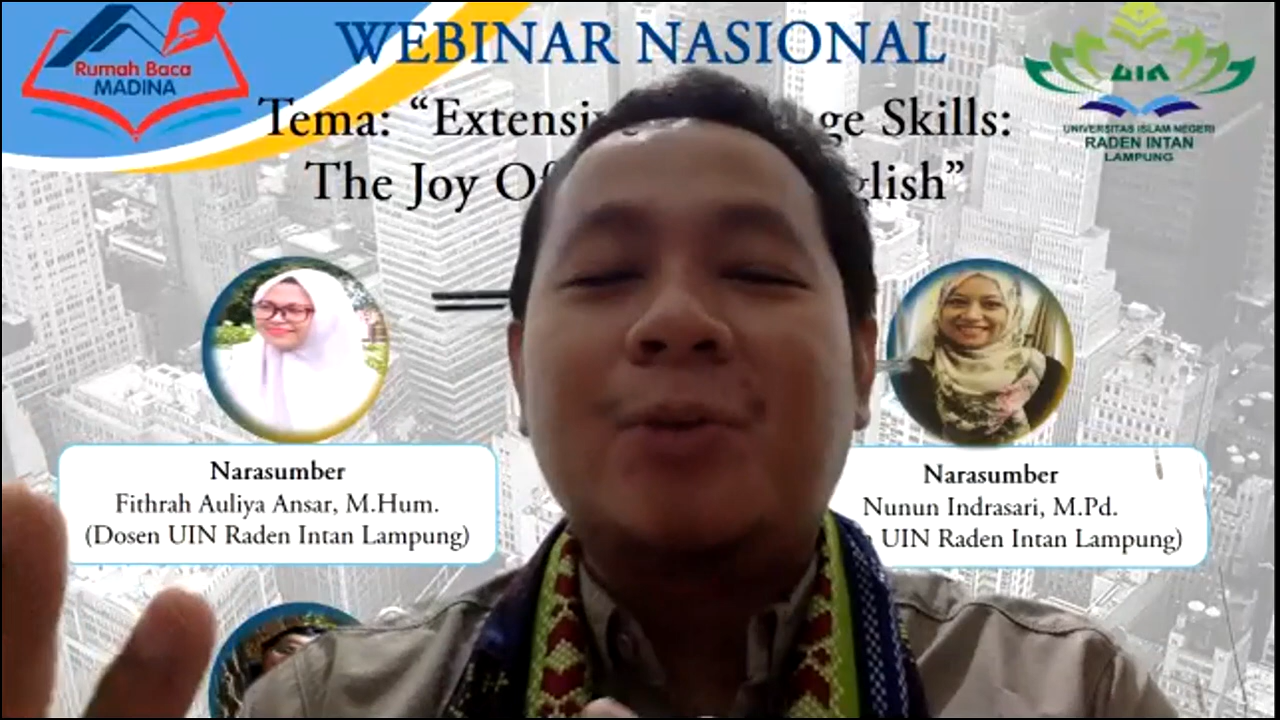 WEBINAR NASIONAL
Rumah Baca
MADINA
UIN
UNIVERSITAS ISLAM NEGERI
RADEN INTAN
LAMPUNG
Tema: “Extensi ge Skills:
The Joy Of glish”
Narasumber
Fithrah Auliya Ansar, M.Hum.
(Dosen UIN Raden Intan Lampung)
Narasumber
Nunun Indrasari, M.Pd.
UIN Raden Intan Lampung)